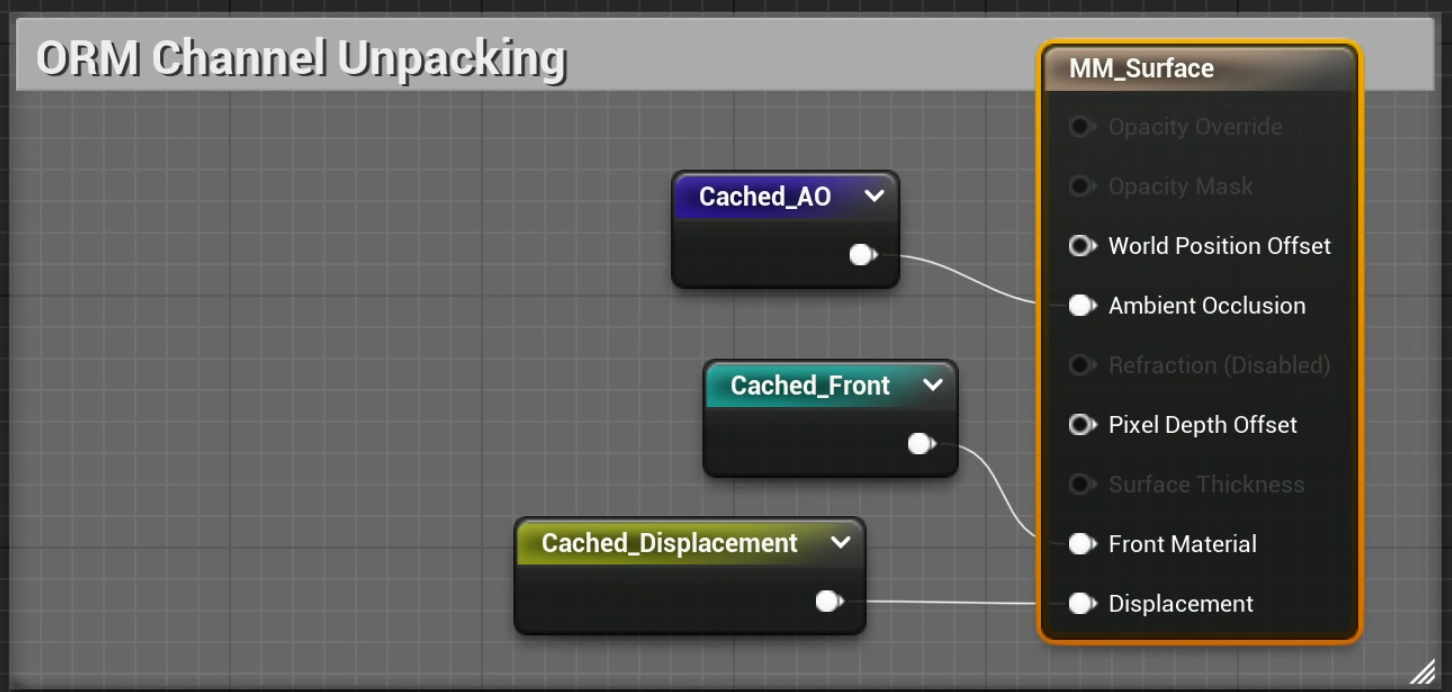 ORM Channel Unpacking
MM_Surface
Opacity Override
Cached_AO
Opacity Mask
World Position Offset
Ambient Occlusion
Cached_Front
Refraction (Disabled)
Pixel Depth Offset
Surface Thickness
Cached_Displacement
Front Material
Displacement